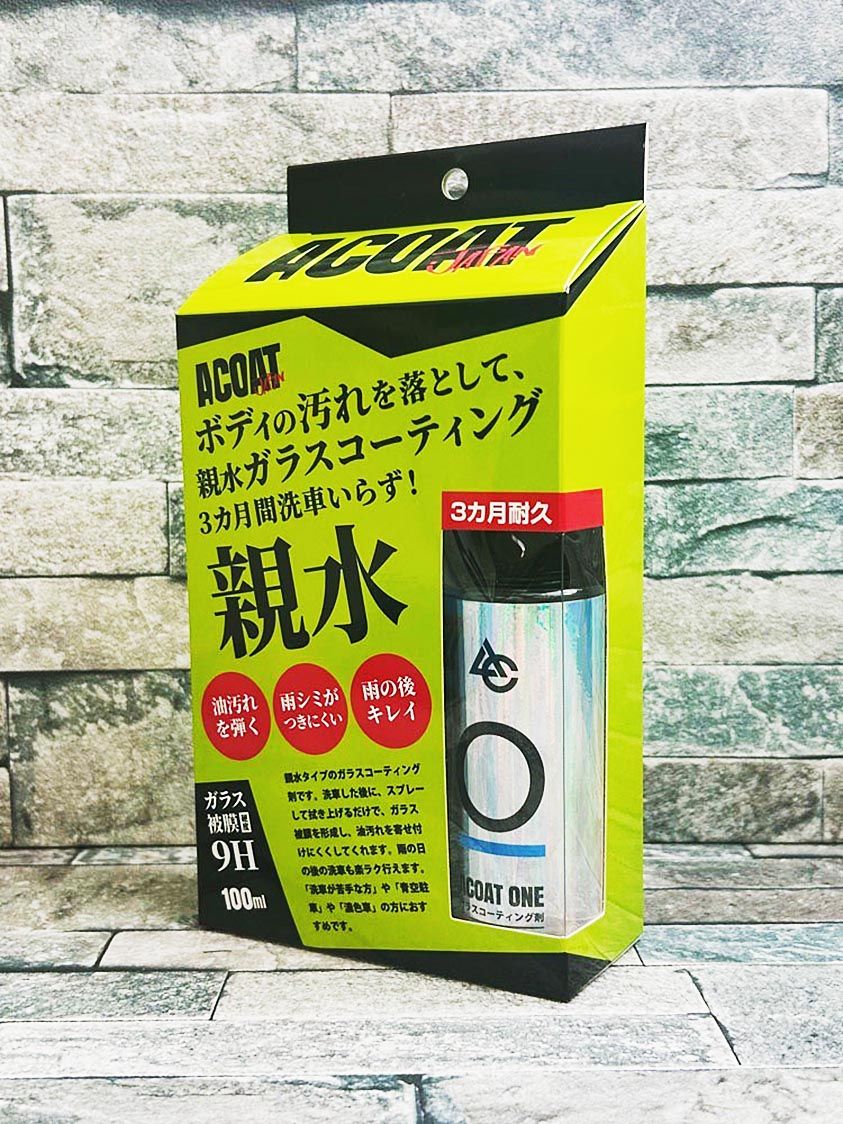 ACOAT
JAPAN
ACOAT
JAPAN
ボディの汚れを落として、
親水ガラスコーティング
3カ月間洗車いらず!
親水
3カ月耐久
油汚れ
を弾く
雨シミが
つきにくい
雨の後
キレイ
親水タイプのガラスコーティング
剤です。洗車した後に、スプレー
して拭き上げるだけで、ガラス
被膜を形成し、油汚れを寄せ付
けにくくしてくれます。雨の日
の後の洗車も楽ラク行えます。
「洗車が苦手な方」や「青空駐
車」や「濃色車」の方におす
すめです。
ガラス
被膜
9H
100ml
COAT ONE
ラスコーティング剤